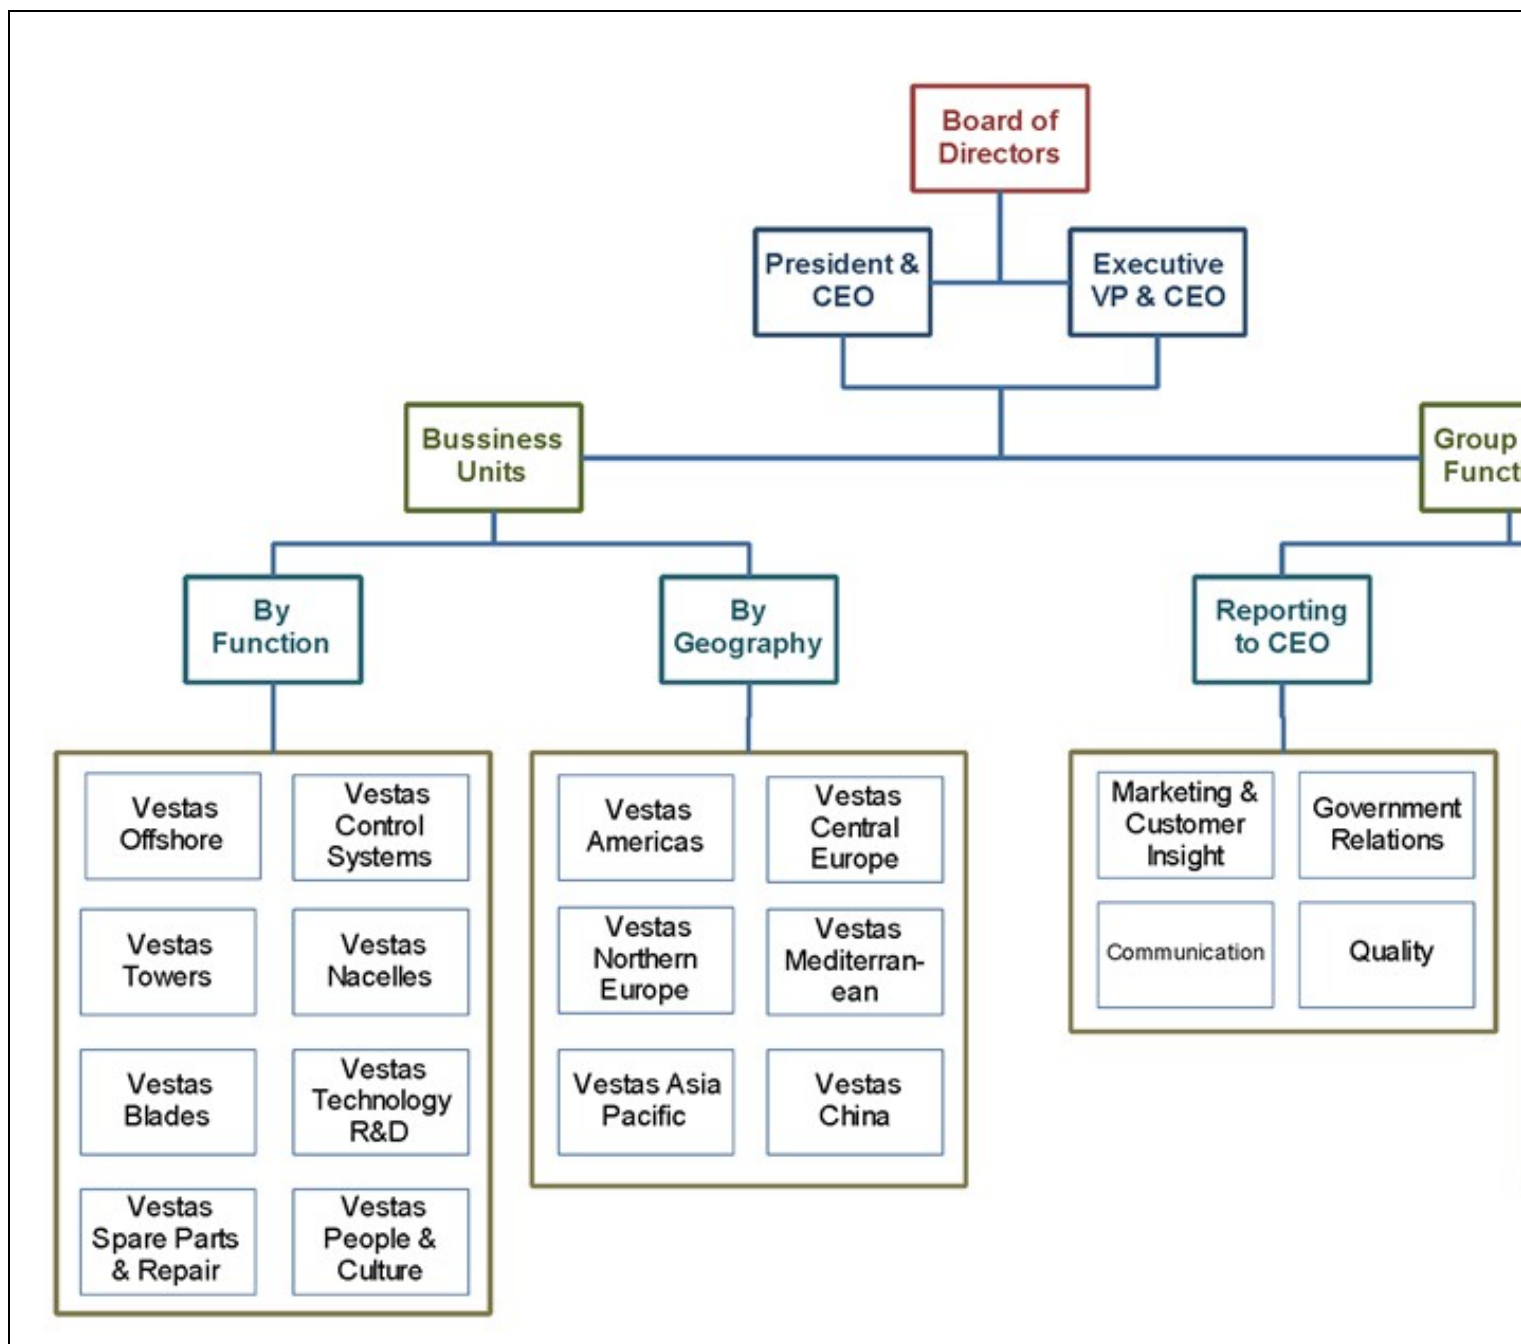 Board of
Directors
President &
CEO
Executive
VP & CEO
Bussiness
Units
Group
Functi
By
Function
By
Geography
Reporting
to CEO
Vestas
Offshore
Vestas
Control
Systems
Vestas
Towers
Vestas
Nacelles
Vestas
Blades
Vestas
Technology
R&D
Vestas
Spare Parts
& Repair
Vestas
People &
Culture
Vestas
Americas
Vestas
Central
Europe
Vestas
Northern
Europe
Vestas
Mediterran-
ean
Vestas Asia
Pacific
Vestas
China
Marketing &
Customer
Insight
Government
Relations
Communication
Quality